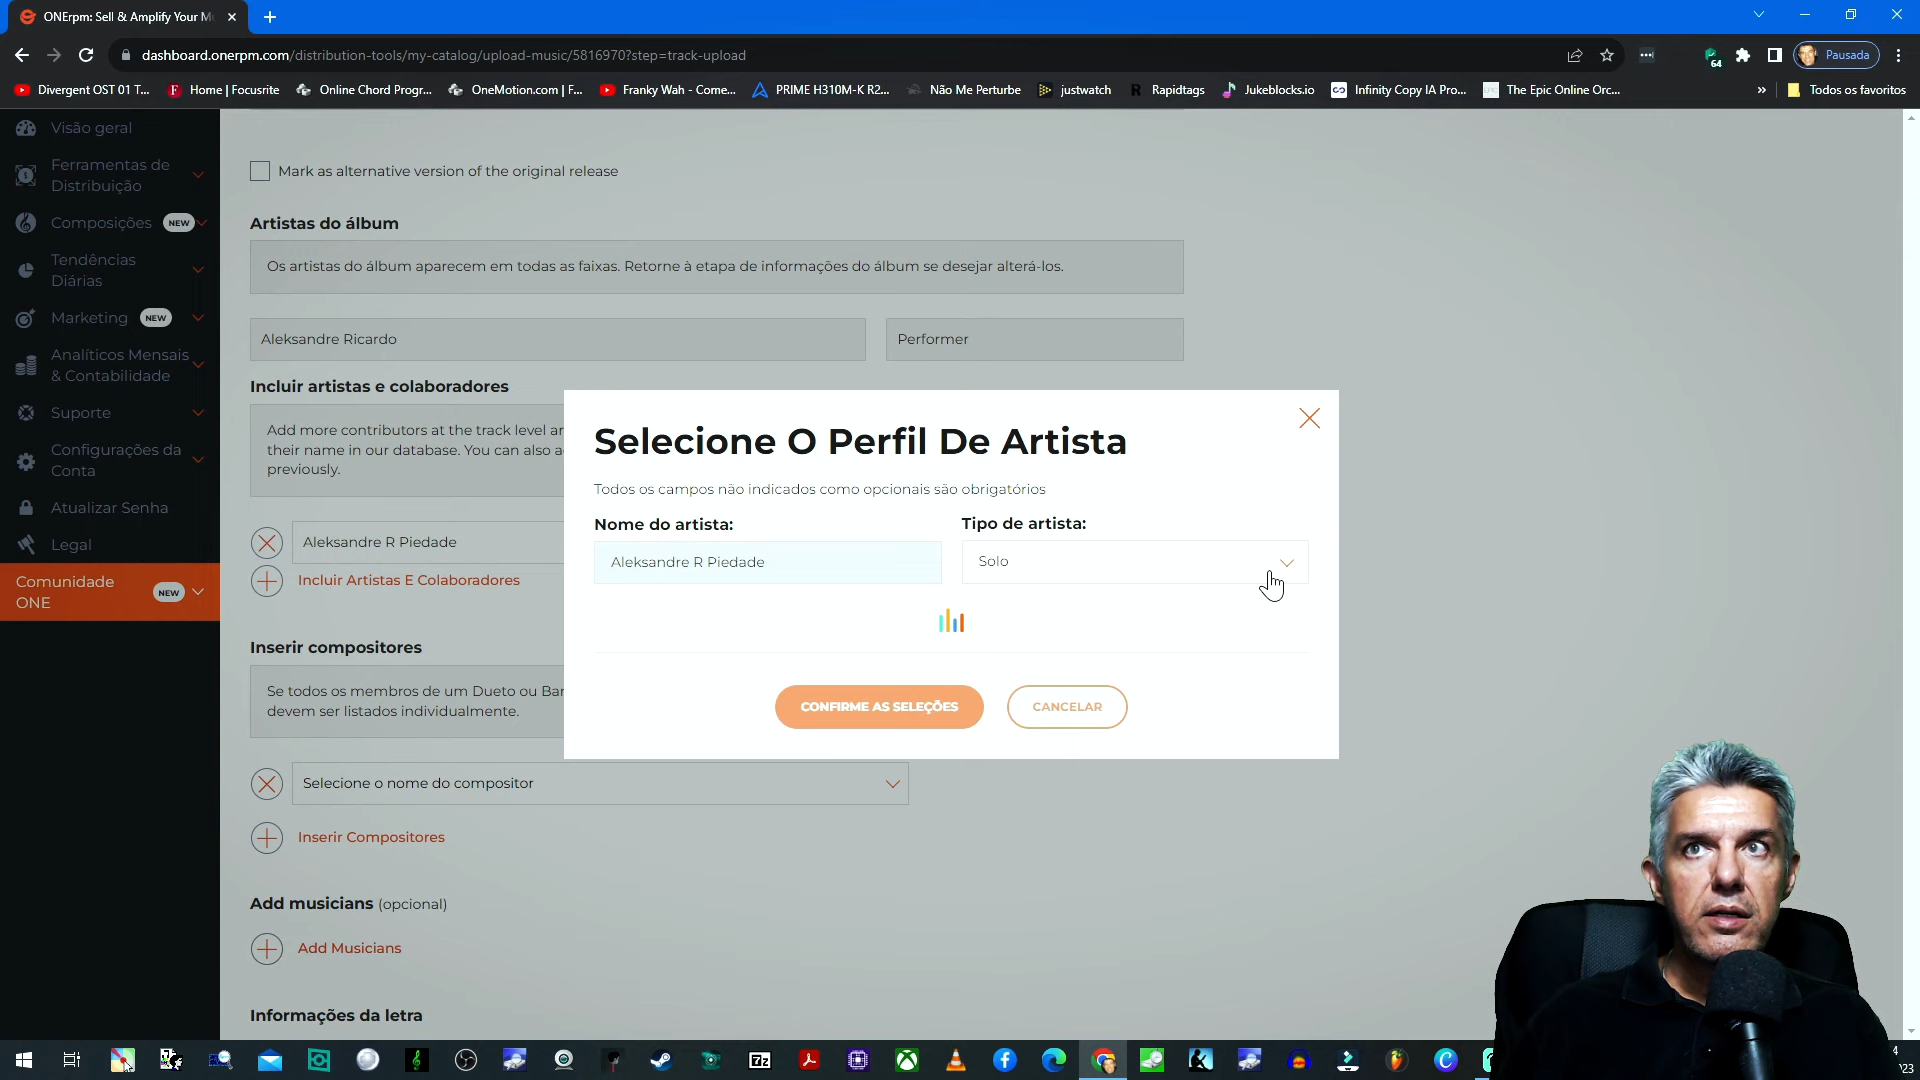 ONErpm: Sell & Amplify Your M
dashboard.onerpm.com/distribution-tools/my-catalog/upload-music/5816970?step=track-upload
64
Pausada
Divergent OST 01 T...
Home | Focusrite
Online Chord Progr...
OneMotion.com | F...
Franky Wah - Come...
PRIME H310M-K R2...
Não Me Perturbe
justwatch
Rapidtags
Jukeblocks.io
Infinity Copy IA Pro...
The Epic Online Orc...
»
Todos os favoritos
Visão geral
Ferramentas de
Distribuição
Composições NEW
Tendências
Diárias
Marketing NEW
Analíticos Mensais
& Contabilidade
Suporte
Configurações da
Conta
Atualizar Senha
Legal
Comunidade
ONE
NEW
Mark as alternative version of the original release
Artistas do álbum
Os artistas do álbum aparecem em todas as faixas. Retorne à etapa de informações do álbum se desejar alterá-los.
Aleksandre Ricardo
Performer
Incluir artistas e colaboradores
Add more contributors at the track level
their name in our database. You can also
previously.
Aleksandre R Piedade
Incluir Artistas E Colaboradores
Inserir compositores
Se todos os membros de um Dueto ou
devem ser listados individualmente.
Selecione o nome do compositor
Inserir Compositores
Add musicians (opcional)
Add Musicians
Informações da letra
Selecione O Perfil De Artista
Todos os campos não indicados como opcionais são obrigatórios
Nome do artista:
Tipo de artista:
Aleksandre R Piedade
Solo
CONFIRME AS SELEÇÕES
CANCELAR
7z